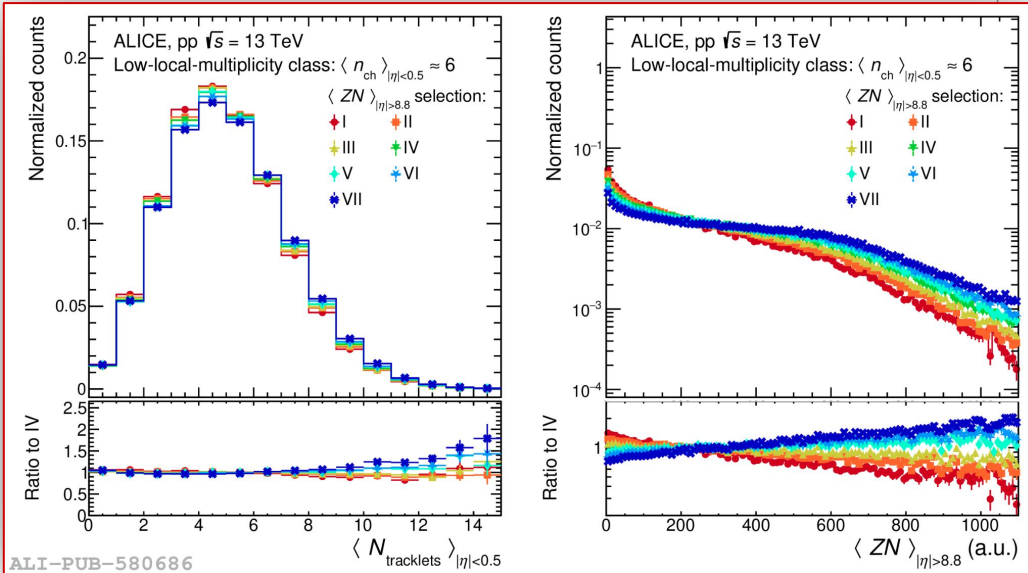 ALICE, pp √s = 13 TeV
Low-local-multiplicity class: ⟨ n_ch ⟩_|η|<0.5 ≈ 6
⟨ ZN ⟩_|η|>8.8 selection:
I II
III IV
V VI
VII
Normalized counts
0.2
0.15
0.1
0.05
0
Ratio to IV
2.5
2
1.5
1
0.5
0
0 2 4 6 8 10 12 14
⟨ N_tracklets ⟩_|η|<0.5
ALICE, pp √s = 13 TeV
Low-local-multiplicity class: ⟨ n_ch ⟩_|η|<0.5 ≈ 6
⟨ ZN ⟩_|η|>8.8 selection:
I II
III IV
V VI
VII
Normalized counts
1
10⁻¹
10⁻²
10⁻³
10⁻⁴
Ratio to IV
1
0 200 400 600 800 1000
⟨ ZN ⟩_|η|>8.8 (a.u.)
ALI-PUB-580686